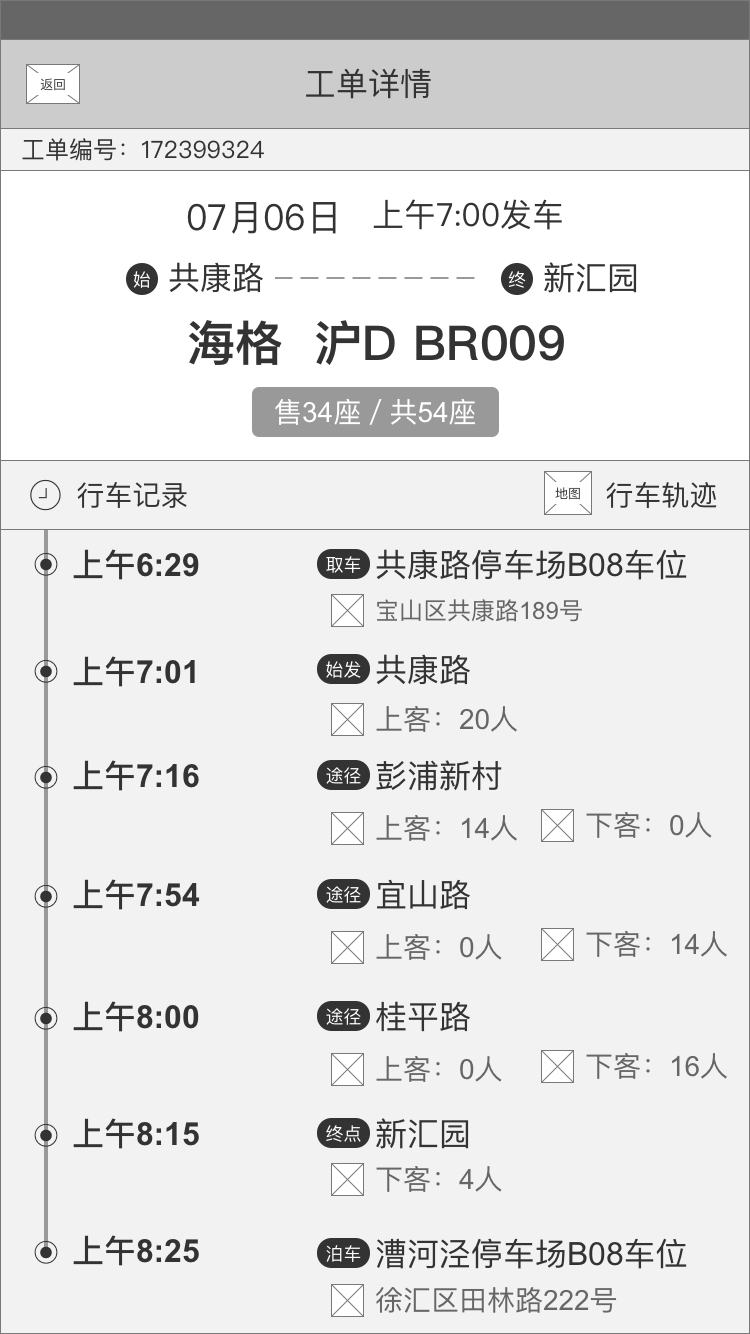 返回 工单详情
工单编号：172399324
07月06日 上午7:00发车
始 共康路 终 新汇园
海格 沪D BR009
售34座 / 共54座
行车记录 地图 行车轨迹
上午6:29 取车 共康路停车场B08车位
宝山区共康路189号
上午7:01 始发 共康路
上客：20人
上午7:16 途径 彭浦新村
上客：14人 下客：0人
上午7:54 途径 宜山路
上客：0人 下客：14人
上午8:00 途径 桂平路
上客：0人 下客：16人
上午8:15 终点 新汇园
下客：4人
上午8:25 泊车 漕河泾停车场B08车位
徐汇区田林路222号